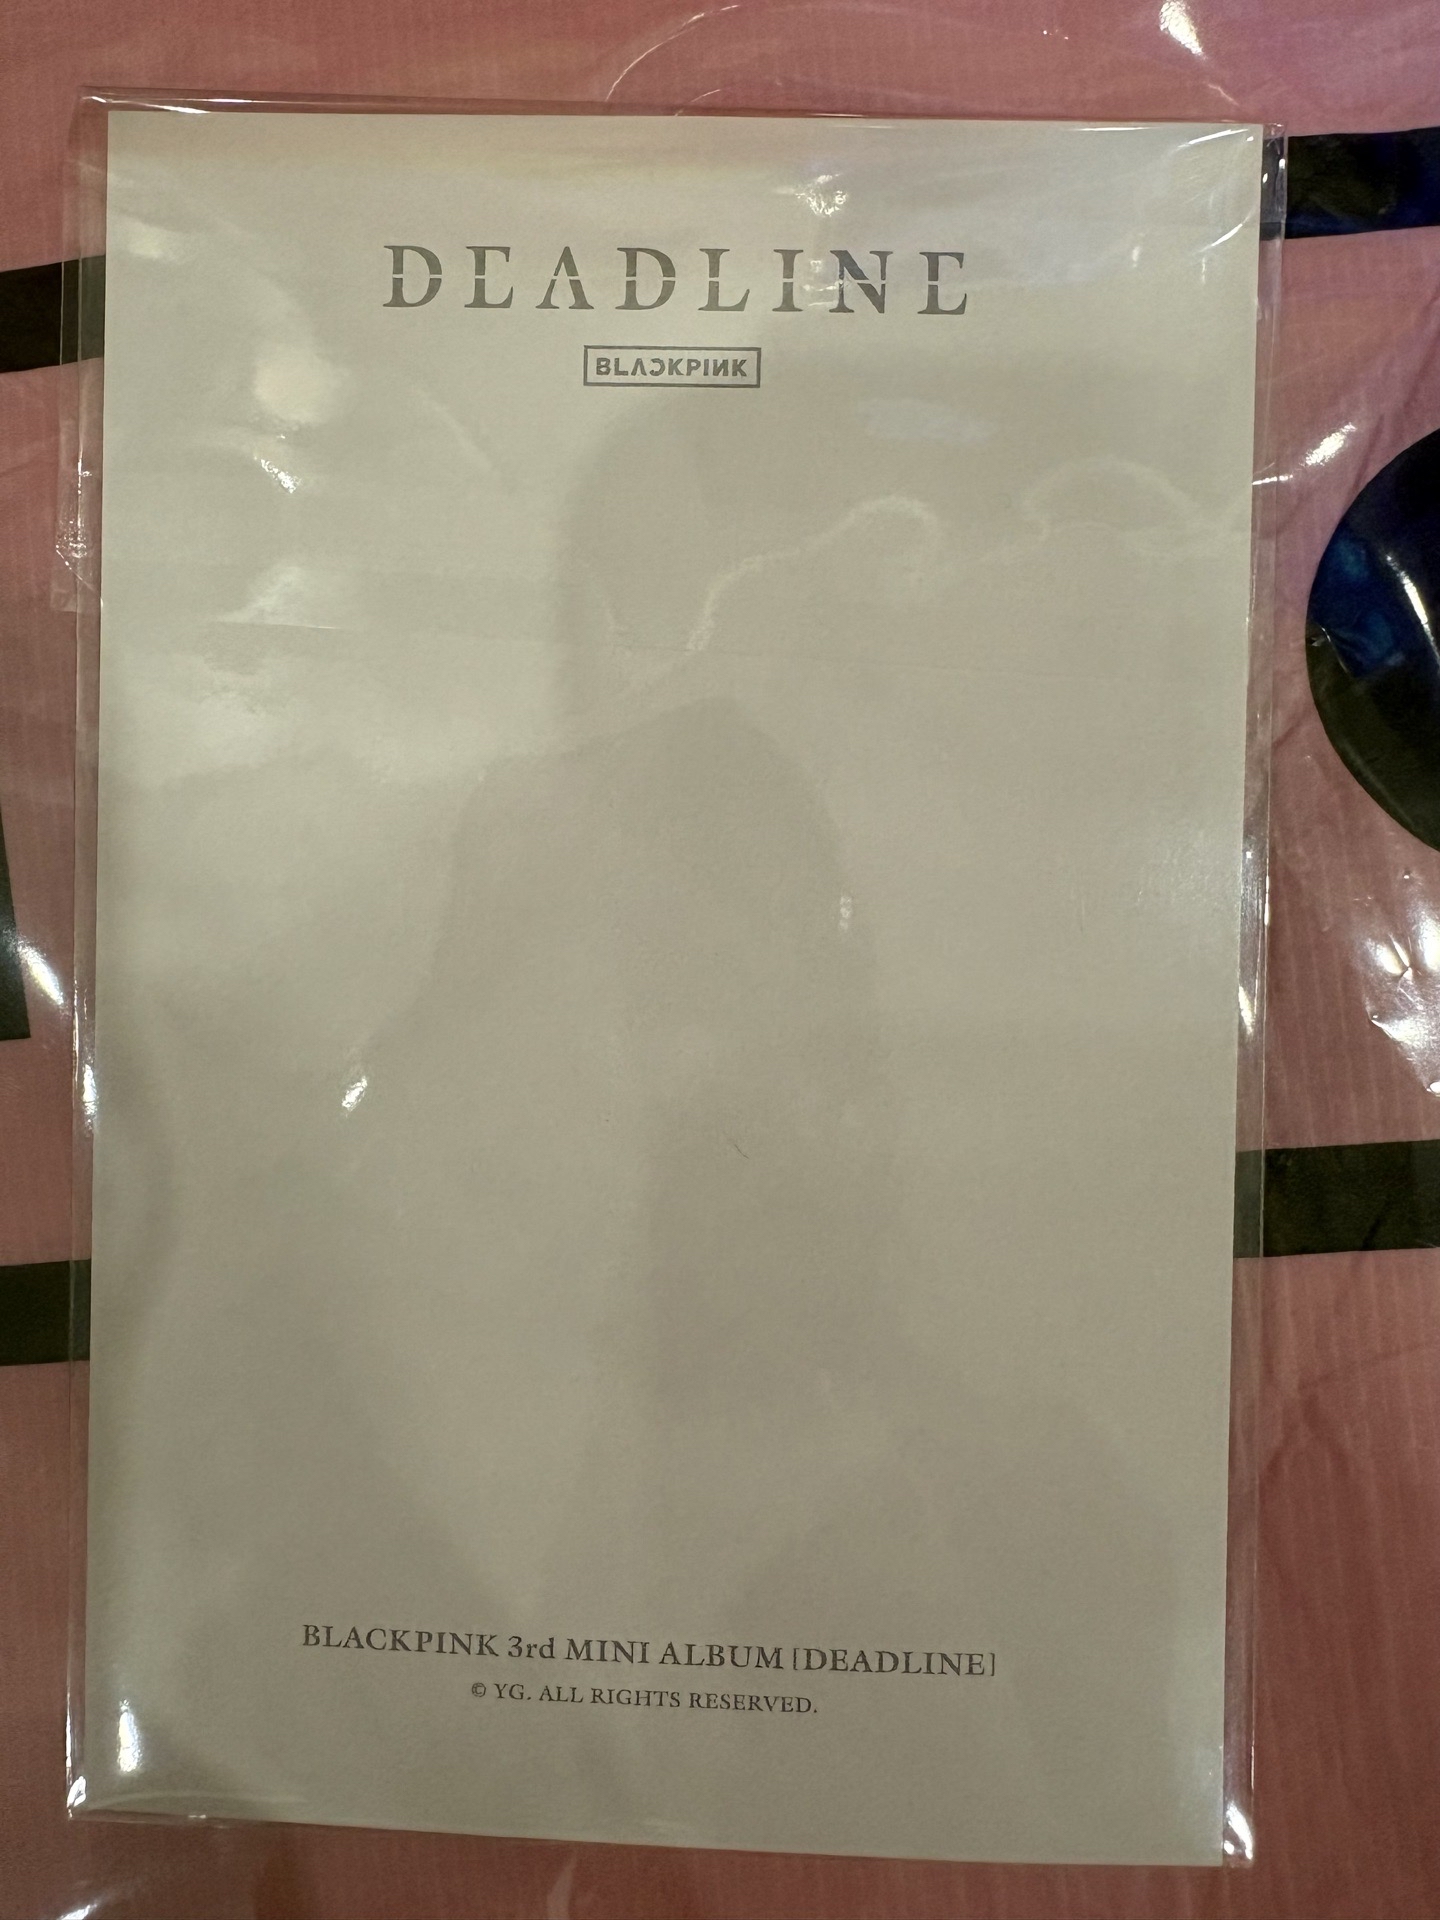 DEADLINE
BLACKPINK
BLACKPINK 3rd MINI ALBUM [DEADLINE]
© YG. ALL RIGHTS RESERVED.